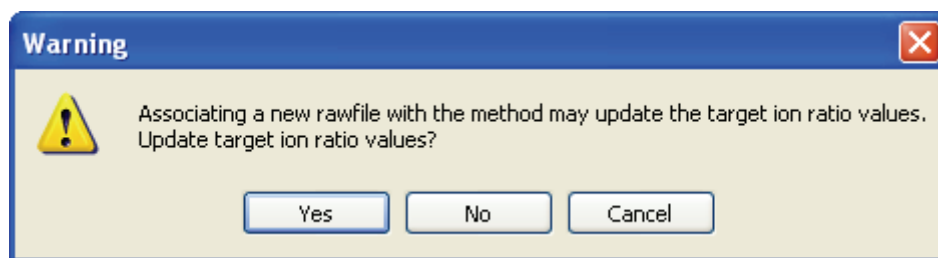 Warning
Associating a new rawfile with the method may update the target ion ratio values.
Update target ion ratio values?
Yes No Cancel